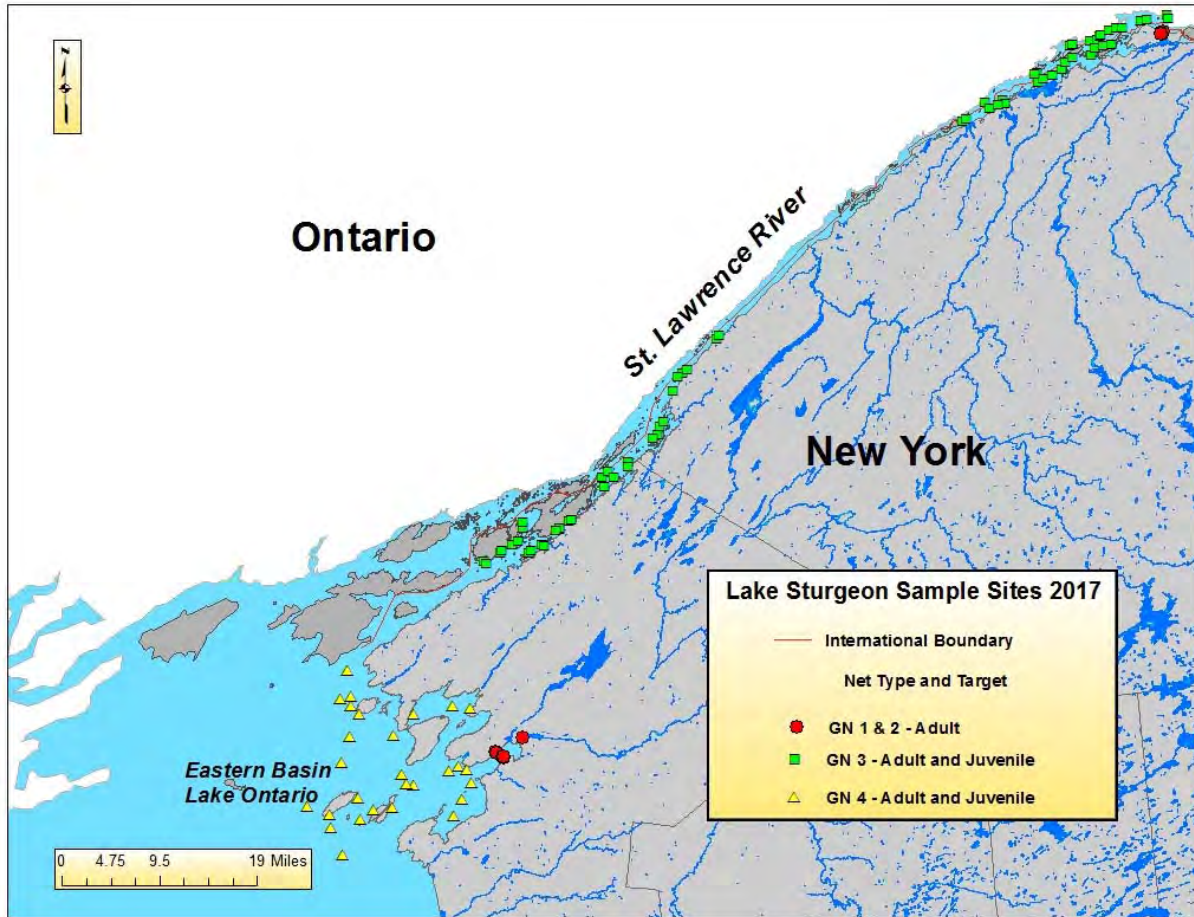 N
Ontario
St. Lawrence River
New York
Eastern Basin
Lake Ontario
Lake Sturgeon Sample Sites 2017
International Boundary
Net Type and Target
GN 1 & 2 - Adult
GN 3 - Adult and Juvenile
GN 4 - Adult and Juvenile
0 4.75 9.5 19 Miles